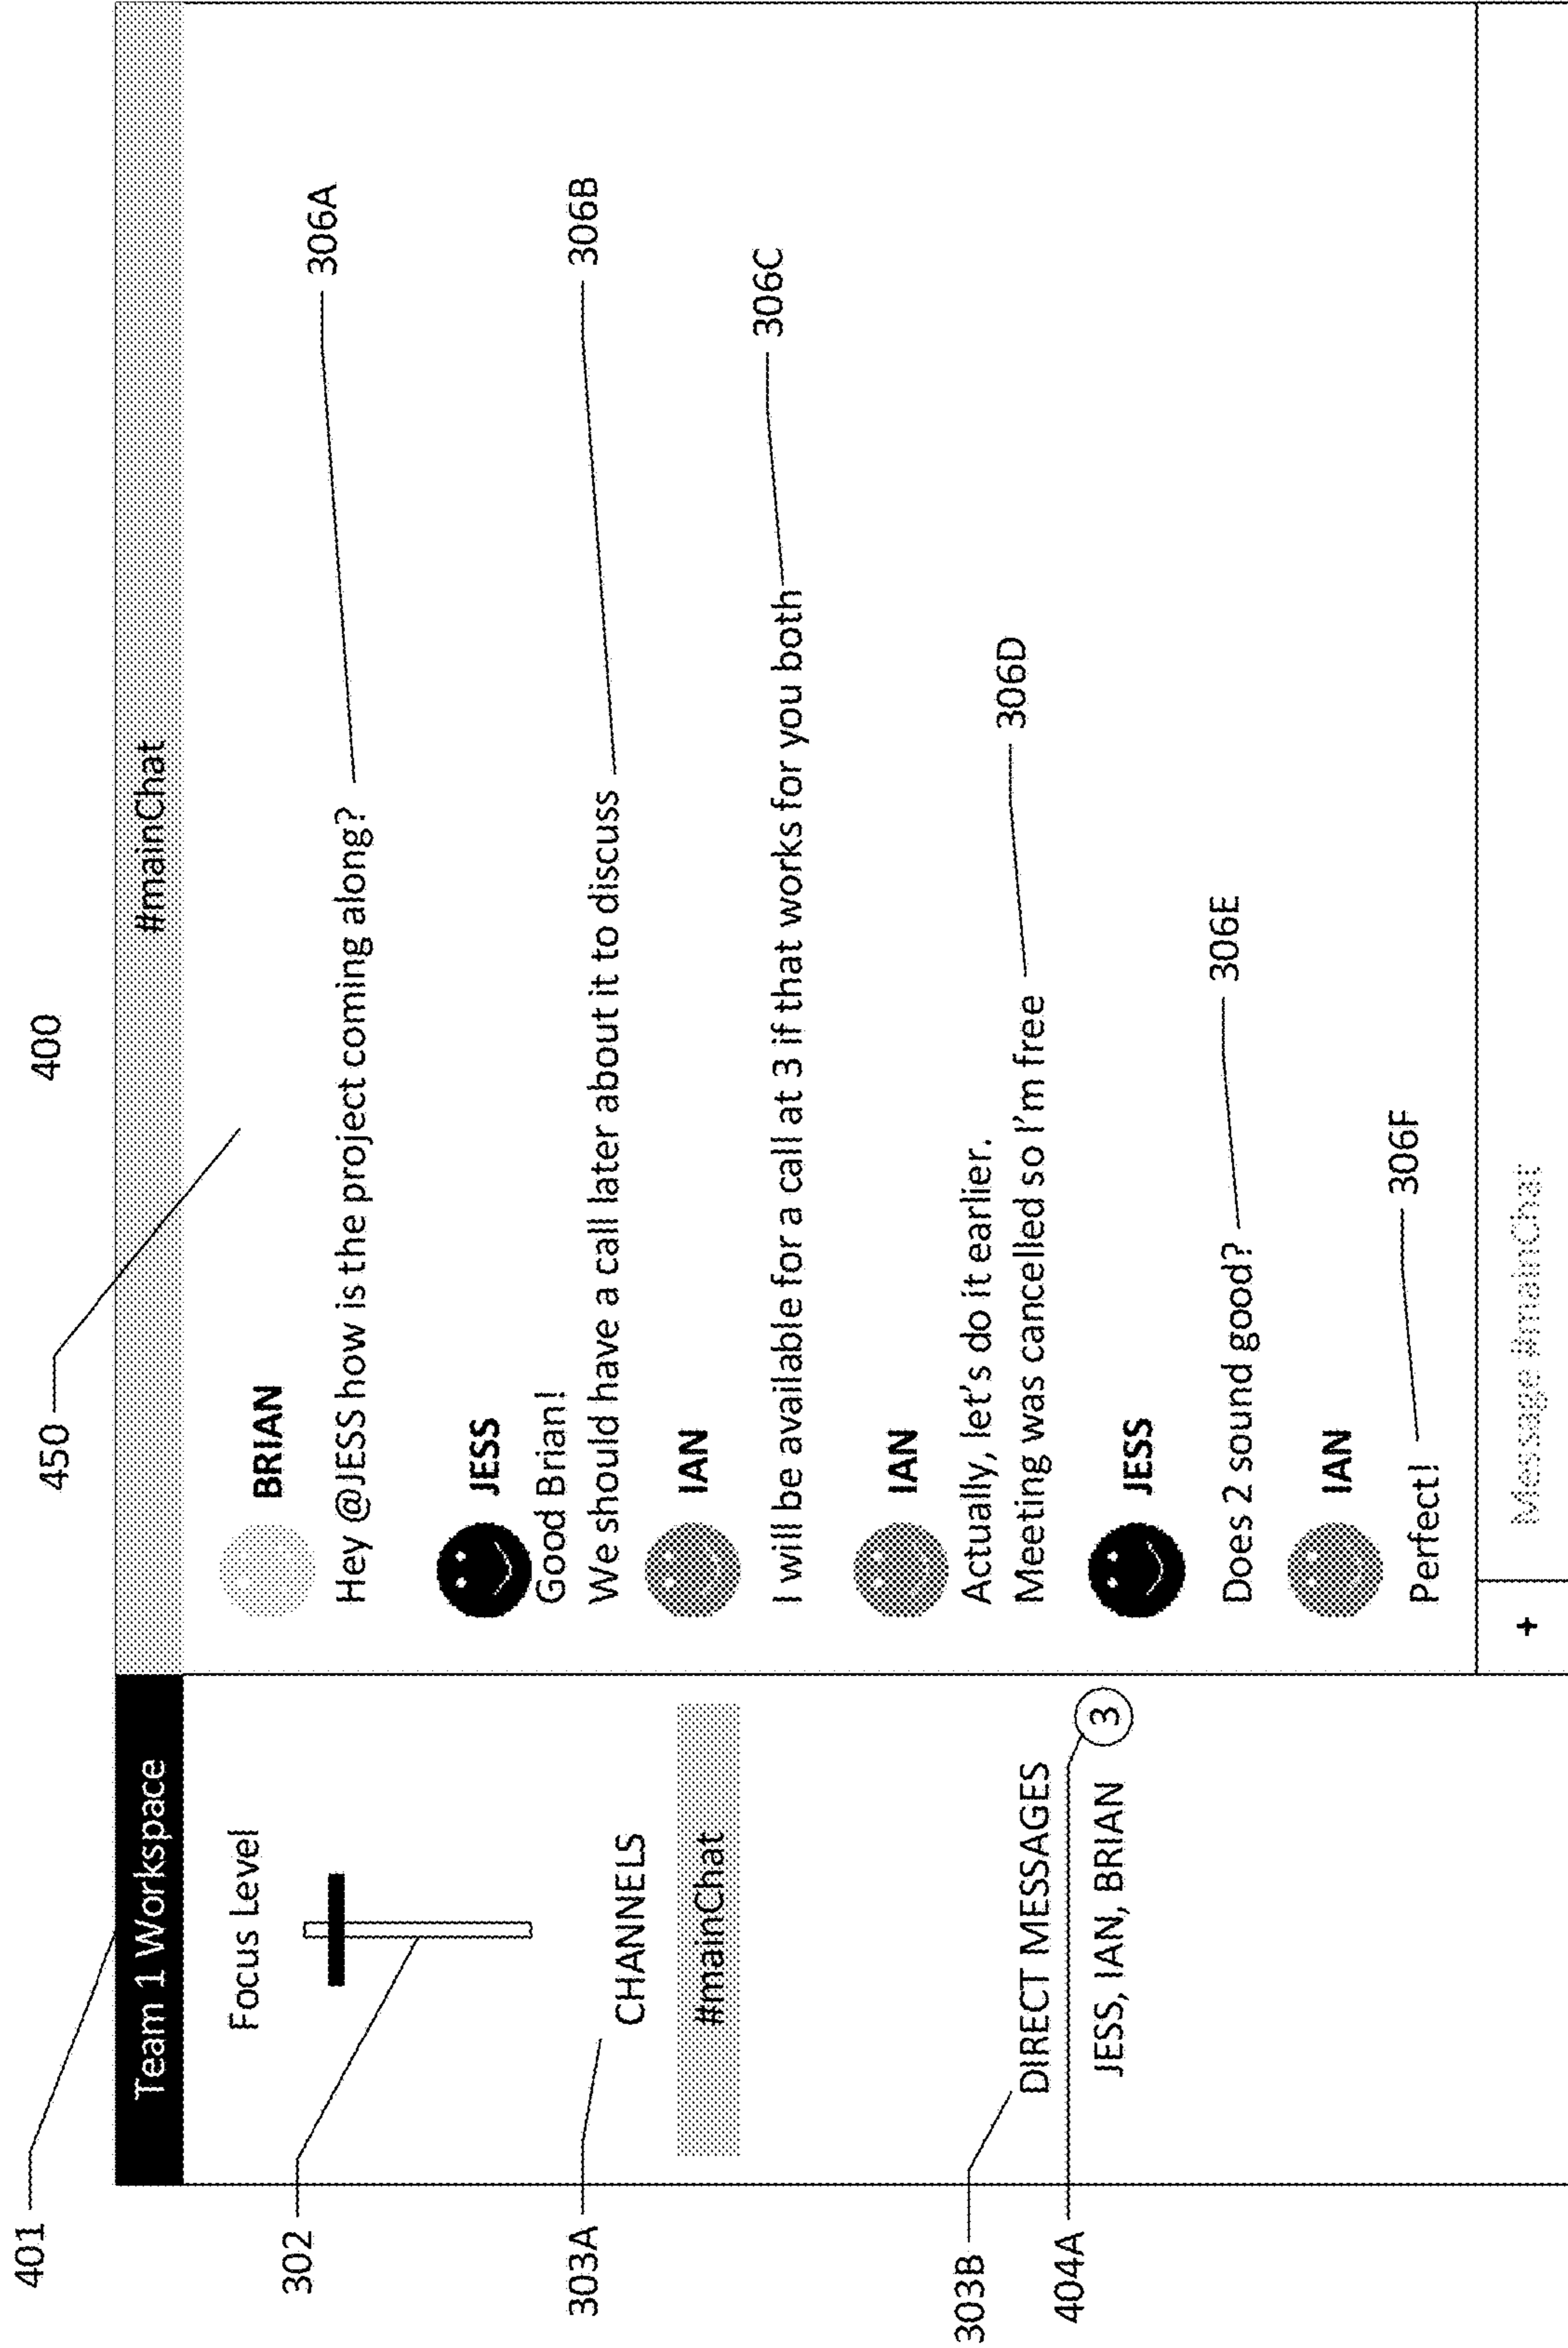 400
401
450
Team 1 Workspace
#mainChat
302
Focus Level
303A
CHANNELS
#mainChat
303B
DIRECT MESSAGES
404A
3
JESS, IAN, BRIAN
BRIAN
Hey @JESS how is the project coming along?
306A
JESS
Good Brian!
We should have a call later about it to discuss
306B
IAN
I will be available for a call at 3 if that works for you both
306C
IAN
Actually, let's do it earlier.
Meeting was cancelled so I'm free
306D
JESS
Does 2 sound good?
306E
IAN
Perfect!
306F
+
Message #mainChat